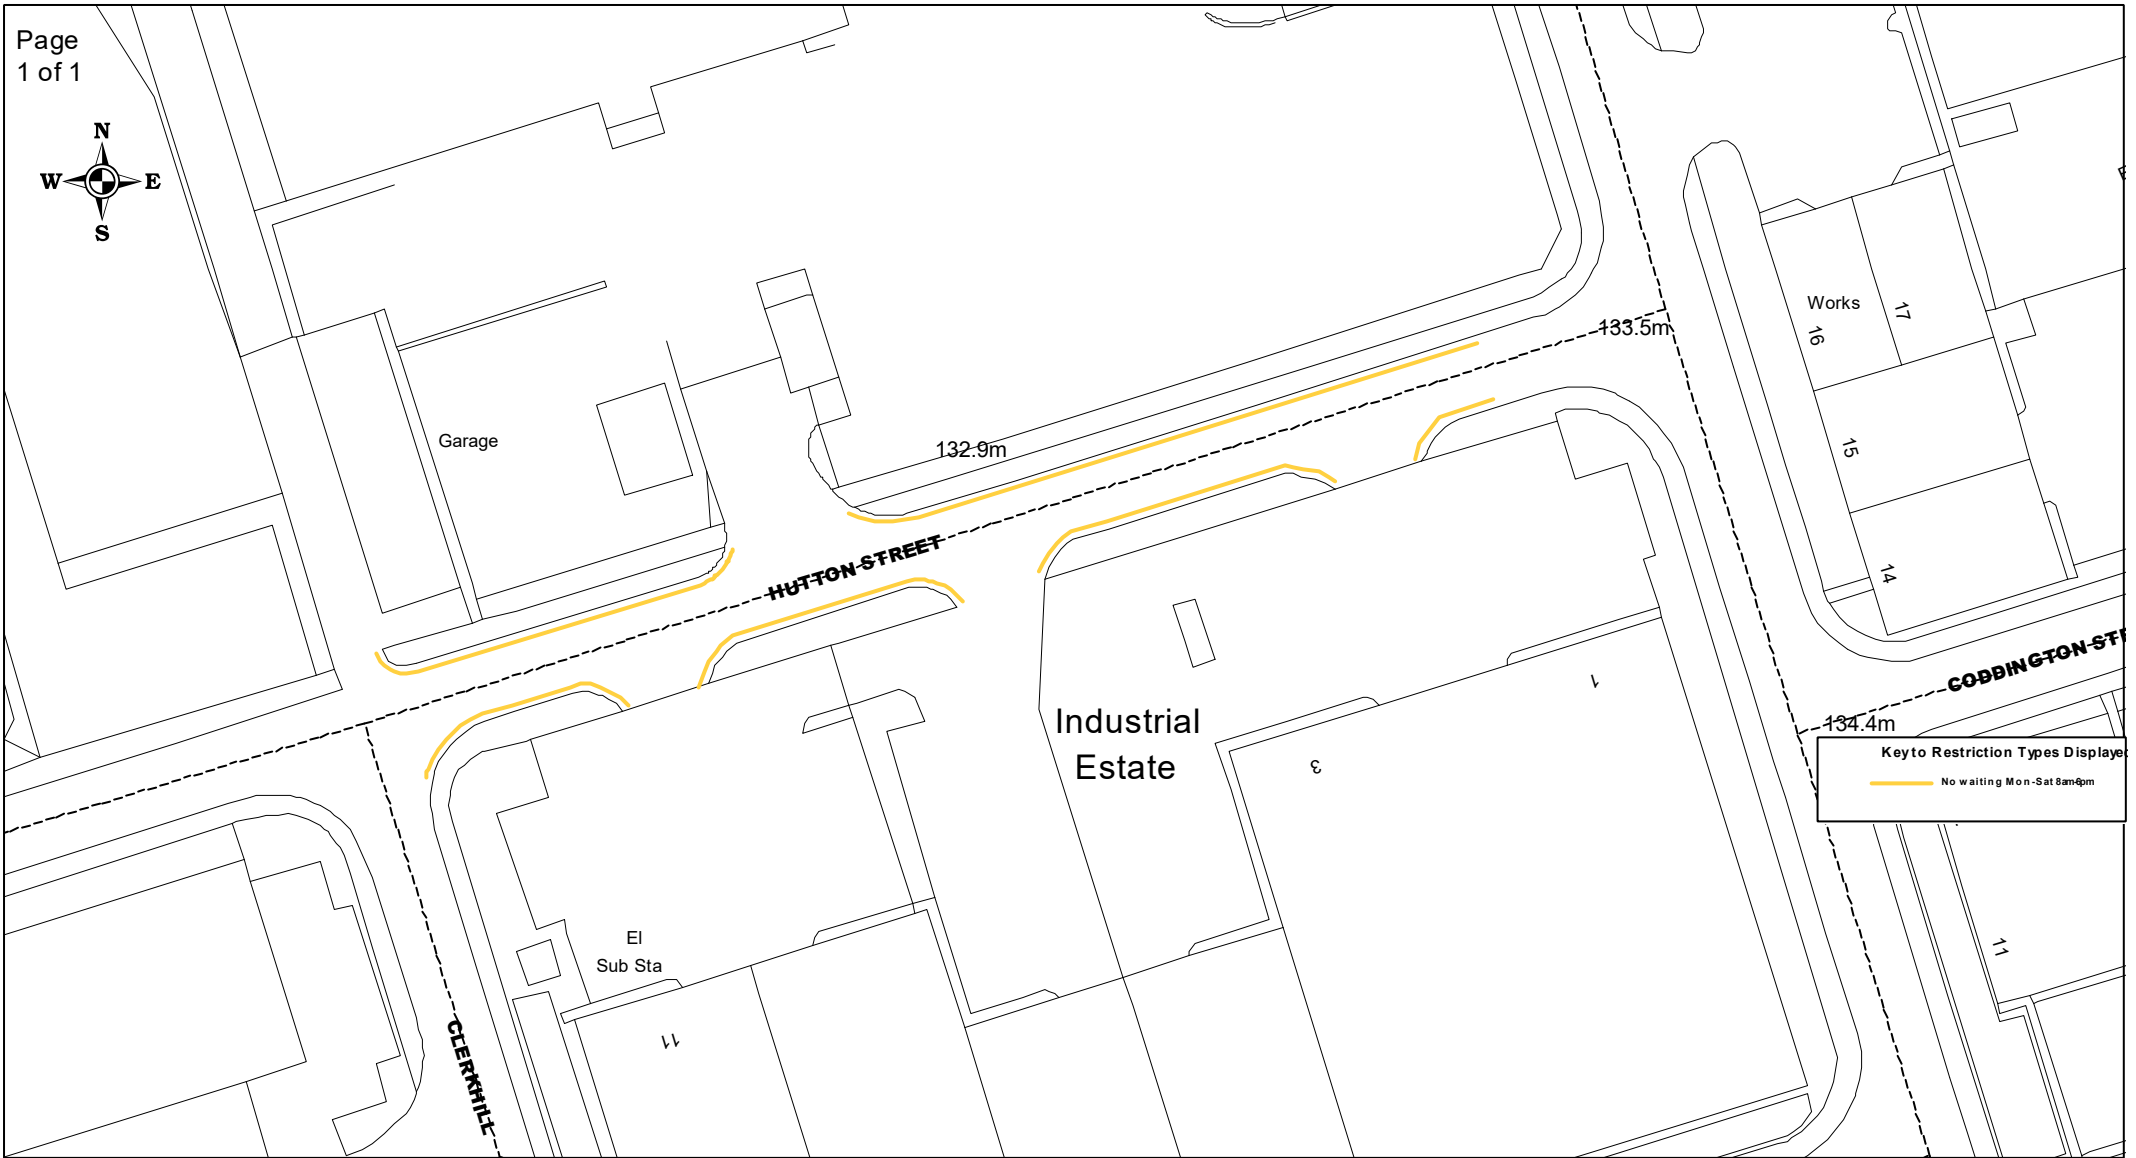 Page
1 of 1
N
W E
S
Works
17
16
133.5m
15
Garage
132.9m
HUTTON STREET
14
CODDINGTON STR
1
Industrial
Estate
3
134.4m
Key to Restriction Types Displayed
No waiting Mon-Sat 8am-6pm
El
Sub Sta
11
11
CLERKHILL